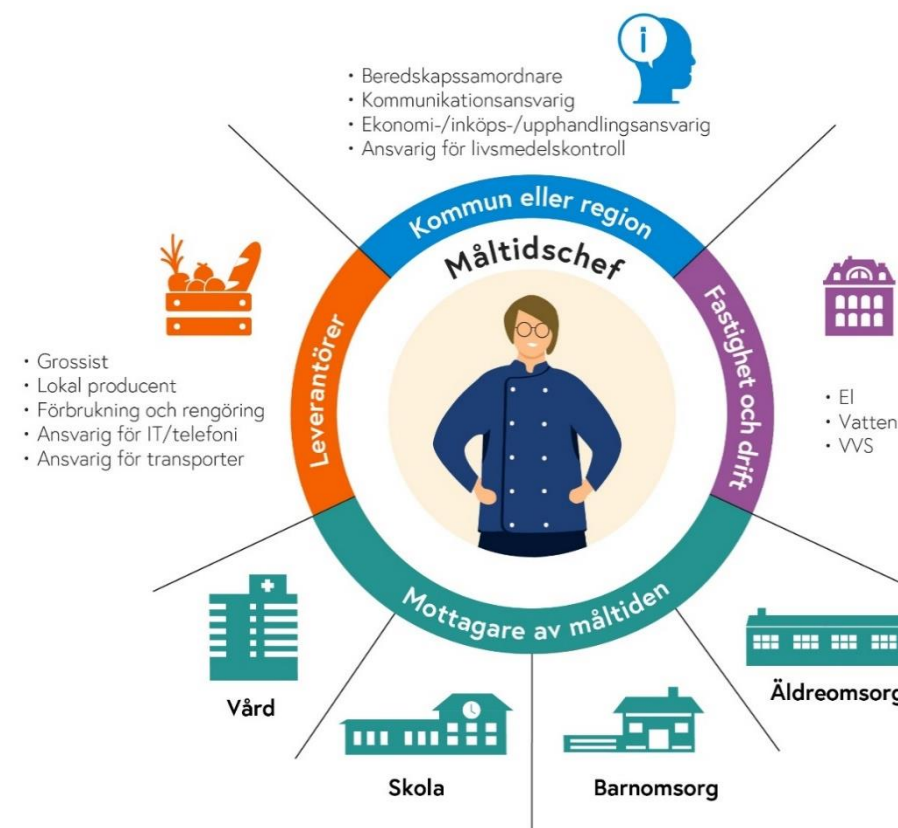 i
• Beredskapssamordnare
• Kommunikationsansvarig
• Ekonomi-/inköps-/upphandlingsansvarig
• Ansvarig för livsmedelskontroll
Kommun eller region
Måltidschef
Leverantörer
Fastighet och drift
• Grossist
• Lokal producent
• Förbrukning och rengöring
• Ansvarig för IT/telefoni
• Ansvarig för transporter
• El
• Vatten
• VVS
Mottagare av måltiden
Vård
Skola
Barnomsorg
Äldreomsorg